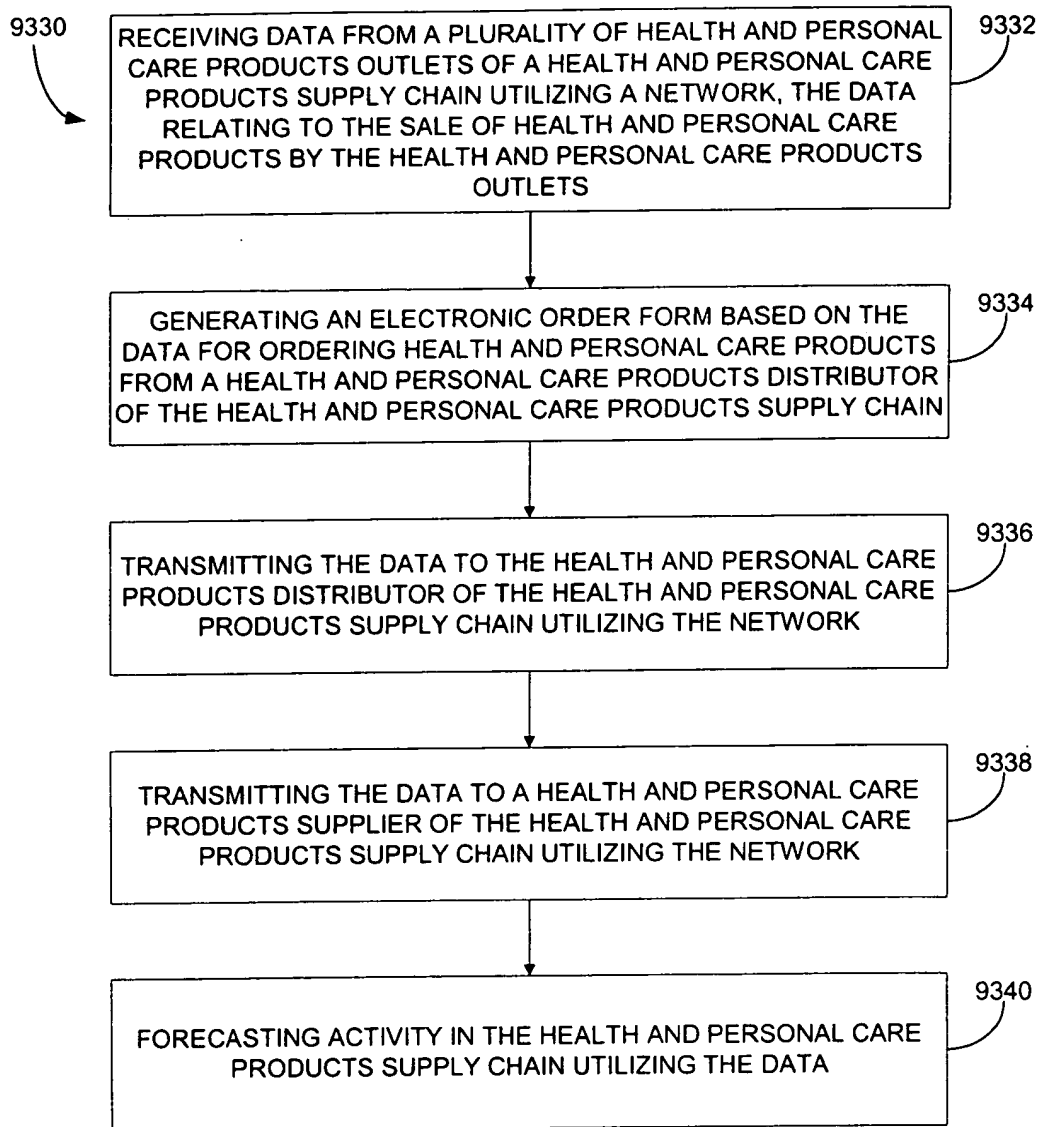 9330
RECEIVING DATA FROM A PLURALITY OF HEALTH AND PERSONAL
CARE PRODUCTS OUTLETS OF A HEALTH AND PERSONAL CARE
PRODUCTS SUPPLY CHAIN UTILIZING A NETWORK, THE DATA
RELATING TO THE SALE OF HEALTH AND PERSONAL CARE
PRODUCTS BY THE HEALTH AND PERSONAL CARE PRODUCTS
OUTLETS
9332
GENERATING AN ELECTRONIC ORDER FORM BASED ON THE
DATA FOR ORDERING HEALTH AND PERSONAL CARE PRODUCTS
FROM A HEALTH AND PERSONAL CARE PRODUCTS DISTRIBUTOR
OF THE HEALTH AND PERSONAL CARE PRODUCTS SUPPLY CHAIN
9334
TRANSMITTING THE DATA TO THE HEALTH AND PERSONAL CARE
PRODUCTS DISTRIBUTOR OF THE HEALTH AND PERSONAL CARE
PRODUCTS SUPPLY CHAIN UTILIZING THE NETWORK
9336
TRANSMITTING THE DATA TO A HEALTH AND PERSONAL CARE
PRODUCTS SUPPLIER OF THE HEALTH AND PERSONAL CARE
PRODUCTS SUPPLY CHAIN UTILIZING THE NETWORK
9338
FORECASTING ACTIVITY IN THE HEALTH AND PERSONAL CARE
PRODUCTS SUPPLY CHAIN UTILIZING THE DATA
9340